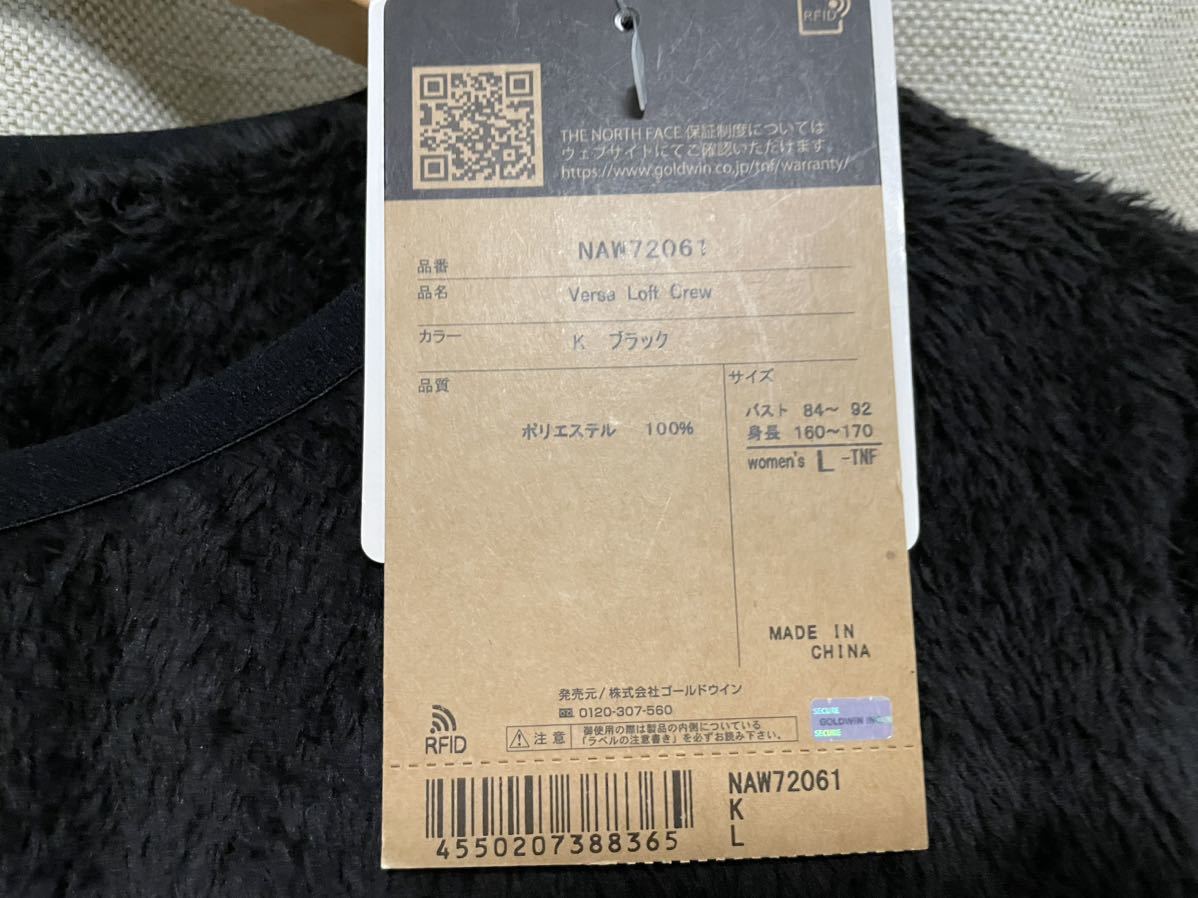 RFID
THE NORTH FACE 保証制度については
ウェブサイトにてご確認いただけます。
https://www.goldwin.co.jp/tnf/warranty/
品番 NAW72061
品名 Versa Loft Crew
カラー K ブラック
品質
ポリエステル 100%
サイズ
バスト 84～ 92
身長 160～170
women's L -TNF
MADE IN
CHINA
発売元/株式会社ゴールドウイン
0120-307-560
RFID
注意
御使用の際は製品の内側についている
「ラベルの注意書き」を必ずお読み下さい。
SECURE
GOLDWIN IN
SECURE
4550207388365
NAW72061
K
L